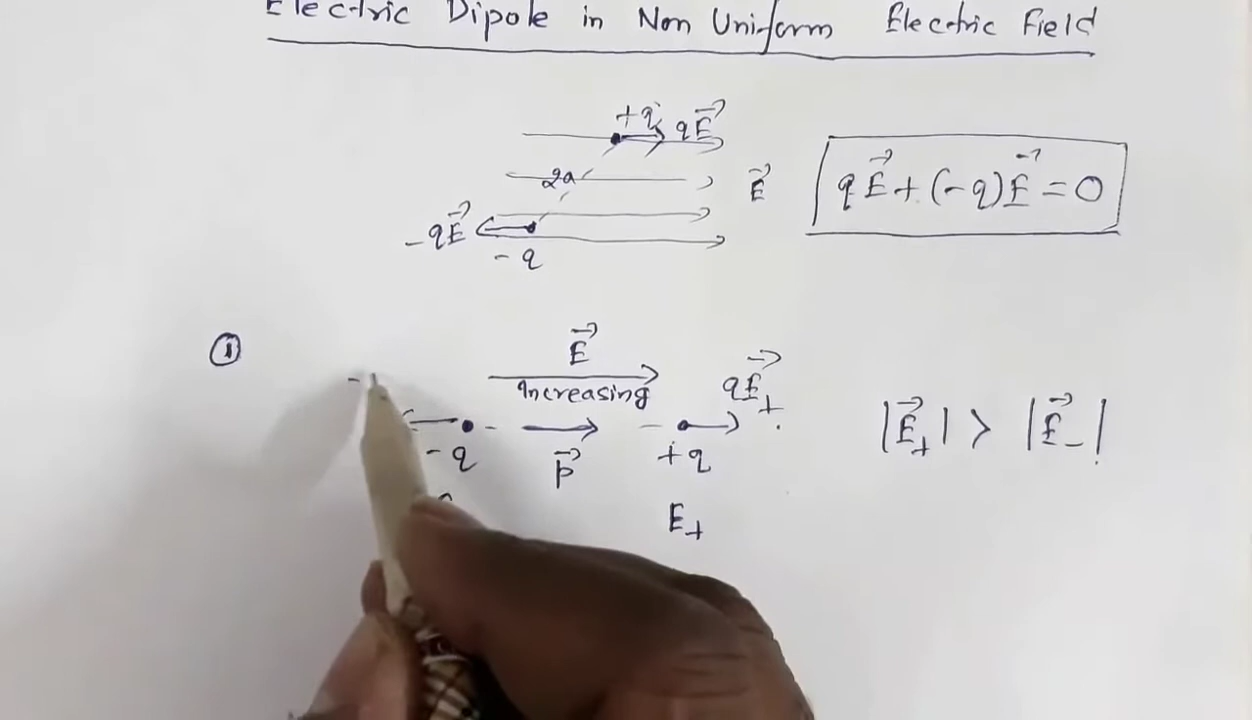 Electric Dipole in Non Uniform Electric Field
+q qE⃗
2a E⃗ qE⃗ + (-q)E⃗ = 0
-qE⃗
-q
①
E⃗
Increasing qE⃗₊
|E⃗₊| > |E⃗₋|
-q p⃗ +q
E₊